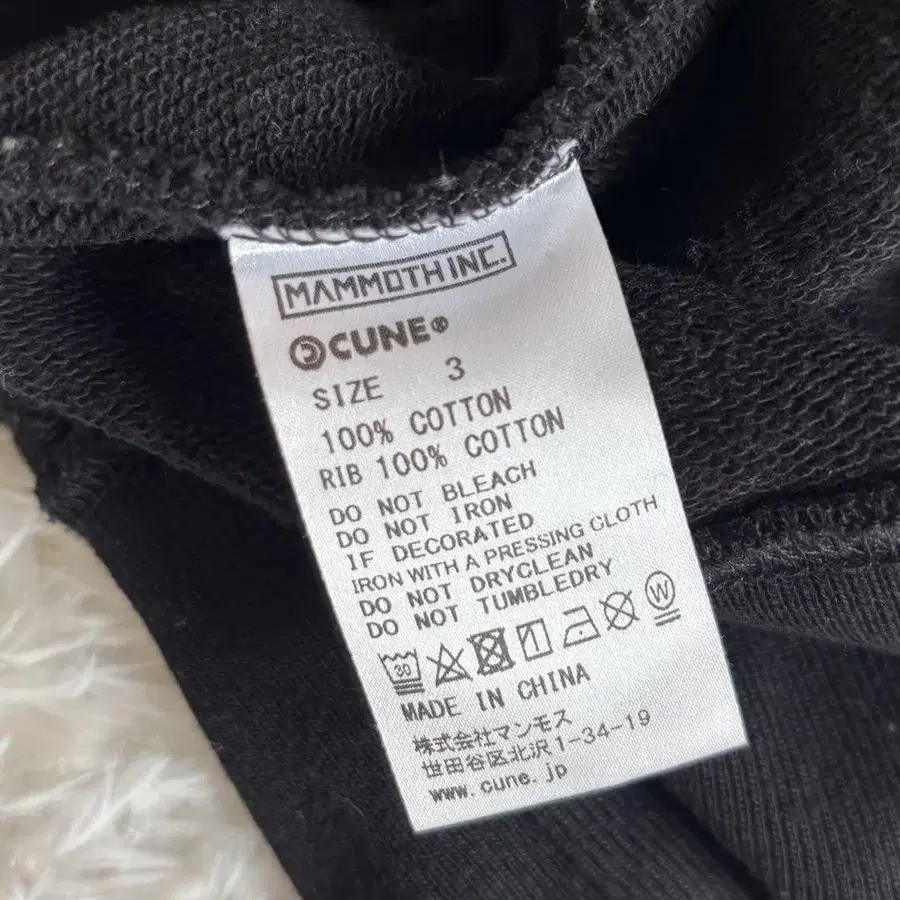 MAMMOTH INC.
CUNE®
SIZE 3
100% COTTON
RIB 100% COTTON
DO NOT BLEACH
DO NOT IRON
IF DECORATED
IRON WITH A PRESSING CLOTH
DO NOT DRYCLEAN
DO NOT TUMBLEDRY
30 W
MADE IN CHINA
株式会社マンモス
世田谷区北沢1-34-19
www.cune.jp